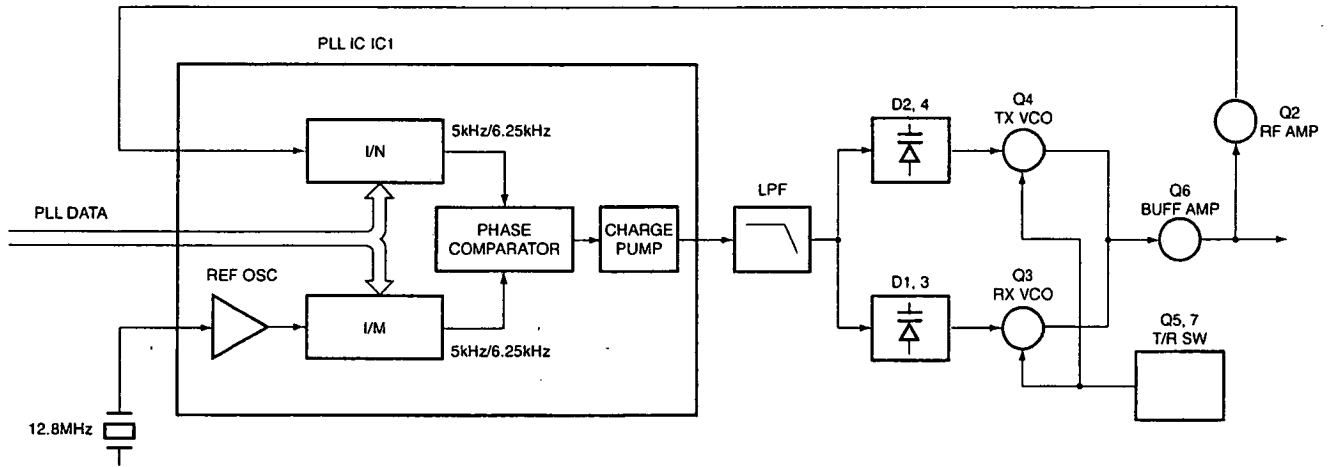 PLL IC IC1
I/N
5kHz/6.25kHz
PLL DATA
PHASE
COMPARATOR
CHARGE
PUMP
REF OSC
I/M
5kHz/6.25kHz
12.8MHz
LPF
D2, 4
Q4
TX VCO
Q2
RF AMP
Q6
BUFF AMP
D1, 3
Q3
RX VCO
Q5, 7
T/R SW